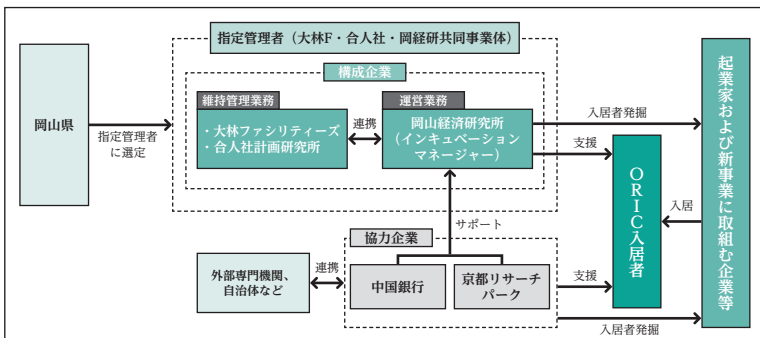 岡山県
指定管理者
に選定
指定管理者（大林F・合人社・岡経研共同事業体）
構成企業
維持管理業務
・大林ファシリティーズ
・合人社計画研究所
連携
運営業務
岡山経済研究所
（インキュベーション
マネージャー）
入居者発掘
支援
起業家および新事業に取組む企業等
ORIC入居者
入居
サポート
協力企業
外部専門機関、
自治体など
連携
中国銀行
京都リサーチ
パーク
支援
入居者発掘